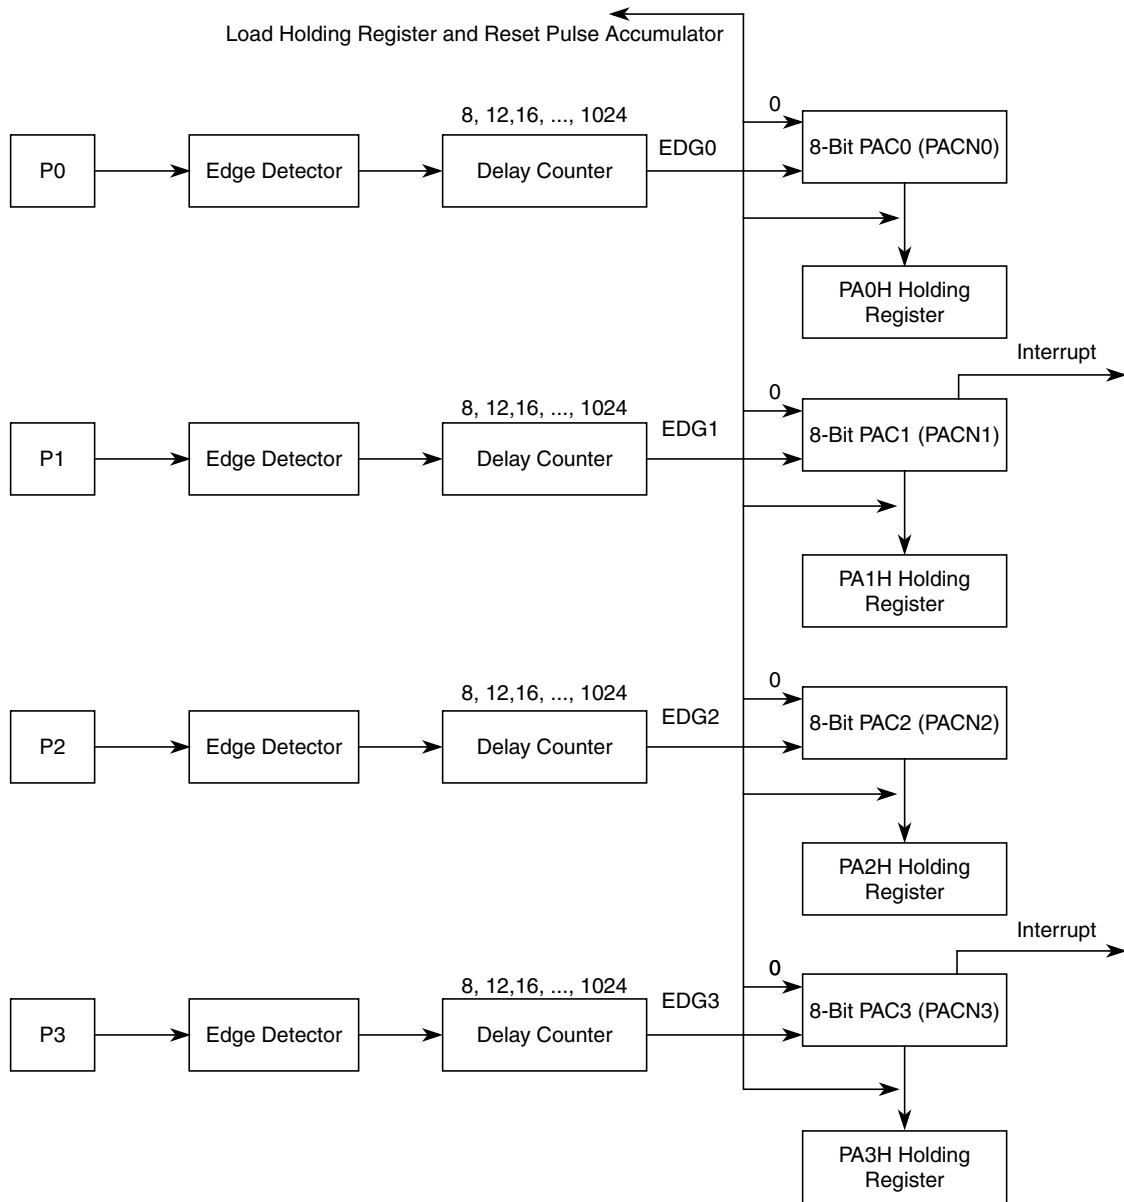 Load Holding Register and Reset Pulse Accumulator
8, 12,16, ..., 1024
0
P0
Edge Detector
Delay Counter
EDG0
8-Bit PAC0 (PACN0)
PA0H Holding
Register
Interrupt
8, 12,16, ..., 1024
0
P1
Edge Detector
Delay Counter
EDG1
8-Bit PAC1 (PACN1)
PA1H Holding
Register
8, 12,16, ..., 1024
0
P2
Edge Detector
Delay Counter
EDG2
8-Bit PAC2 (PACN2)
PA2H Holding
Register
Interrupt
8, 12,16, ..., 1024
0
P3
Edge Detector
Delay Counter
EDG3
8-Bit PAC3 (PACN3)
PA3H Holding
Register